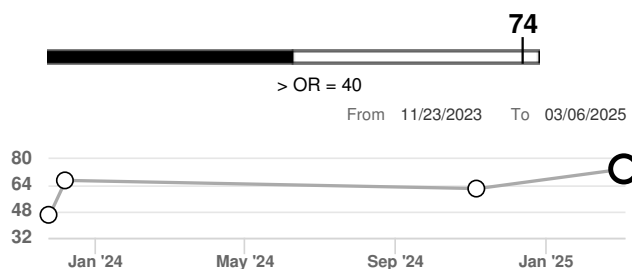 74
> OR = 40
From 11/23/2023 To 03/06/2025
80
64
48
32
Jan '24 May '24 Sep '24 Jan '25